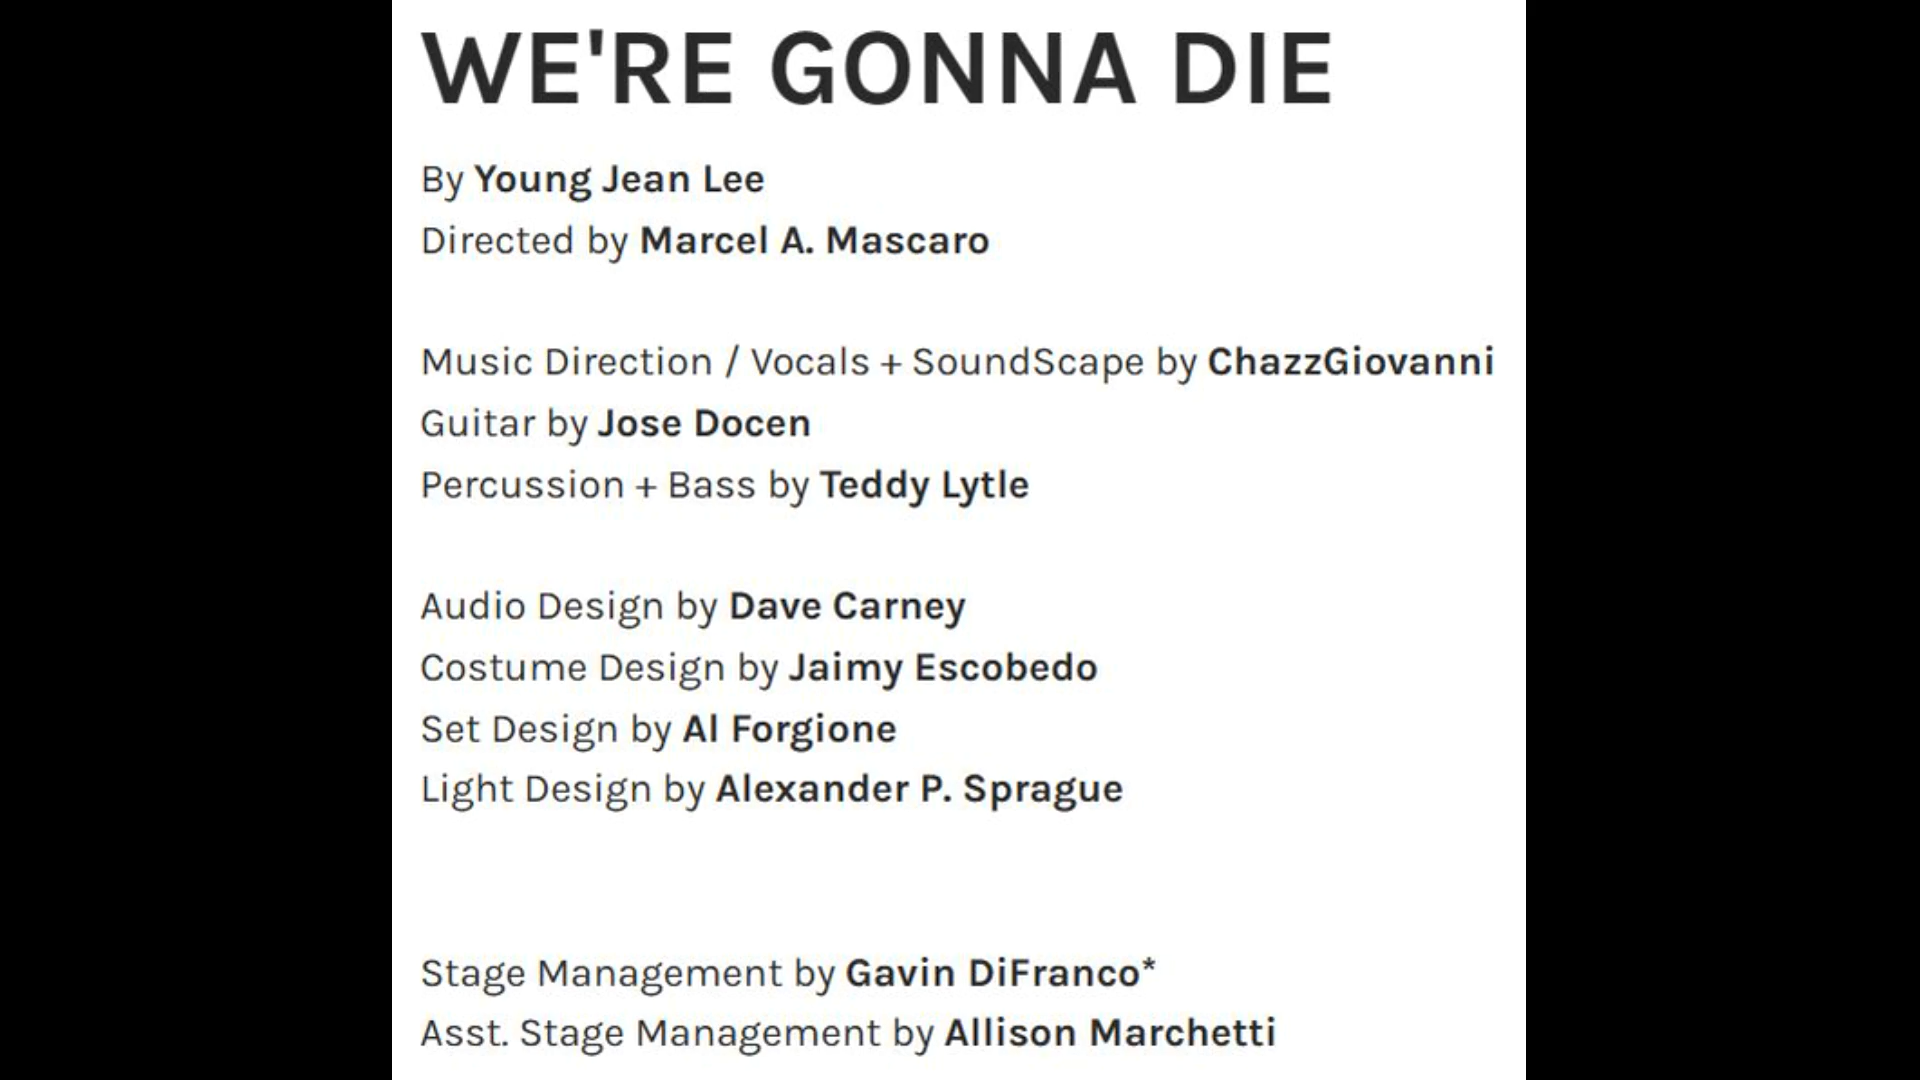 WE'RE GONNA DIE
By Young Jean Lee
Directed by Marcel A. Mascaro
Music Direction / Vocals + SoundScape by ChazzGiovanni
Guitar by Jose Docen
Percussion + Bass by Teddy Lytle
Audio Design by Dave Carney
Costume Design by Jaimy Escobedo
Set Design by Al Forgione
Light Design by Alexander P. Sprague
Stage Management by Gavin DiFranco*
Asst. Stage Management by Allison Marchetti